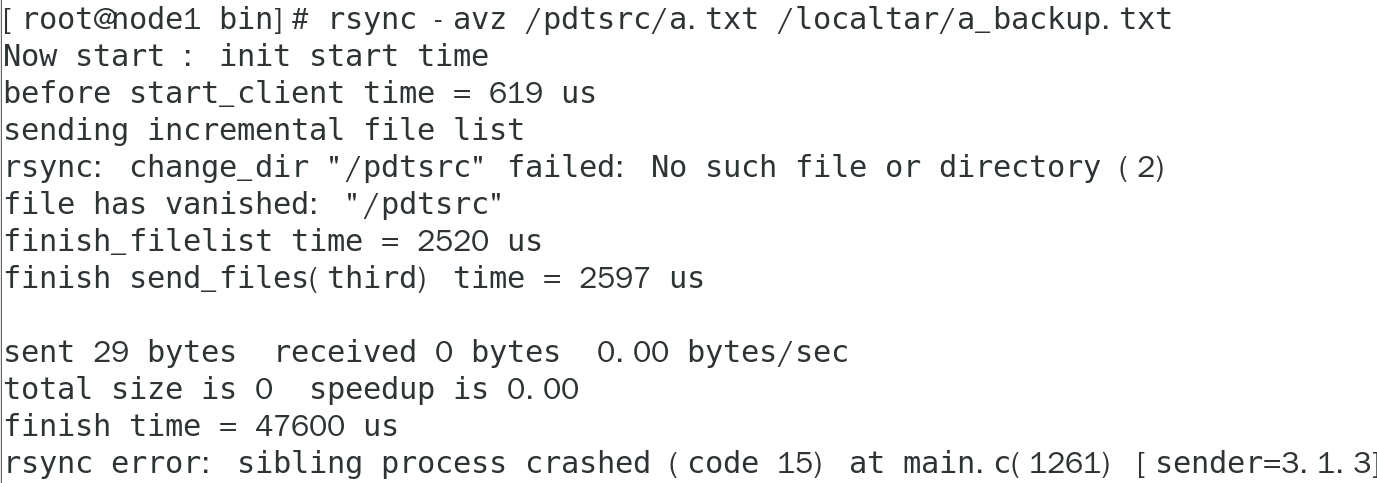 [root@node1 bin]# rsync -avz /pdtsrc/a.txt /localtar/a_backup.txt
Now start : init start time
before start_client time = 619 us
sending incremental file list
rsync: change_dir "/pdtsrc" failed: No such file or directory (2)
file has vanished: "/pdtsrc"
finish_filelist time = 2520 us
finish send_files(third) time = 2597 us
sent 29 bytes  received 0 bytes  0.00 bytes/sec
total size is 0  speedup is 0.00
finish time = 47600 us
rsync error: sibling process crashed (code 15) at main.c(1261) [sender=3.1.3]